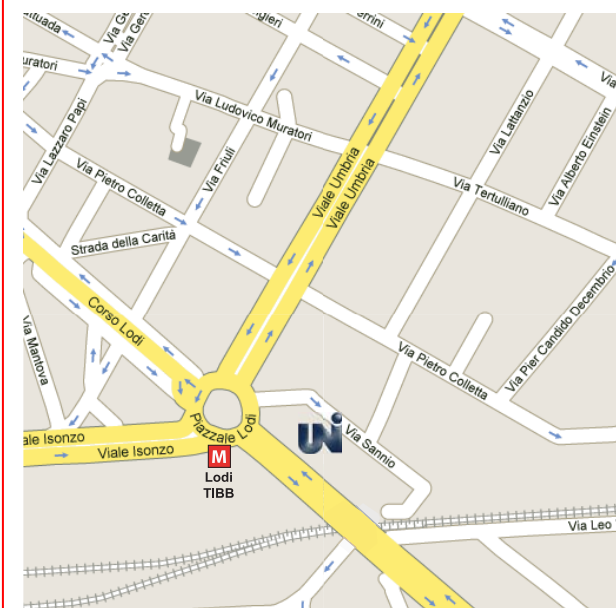 Via Lazzaro Papi
Via Ludovico Muratori
Via Friuli
Via Lattanzio
Via Alberto Einstein
Via Pietro Colletta
Viale Umbria
Viale Umbria
Via Tertulliano
Strada della Carità
Corso Lodi
Via Mantova
Via Pier Candido Decembrio
Via Pietro Colletta
Piazzale Lodi
UNI
Via Sannio
ale Isonzo
Viale Isonzo
M
Lodi
TIBB
Via Leo